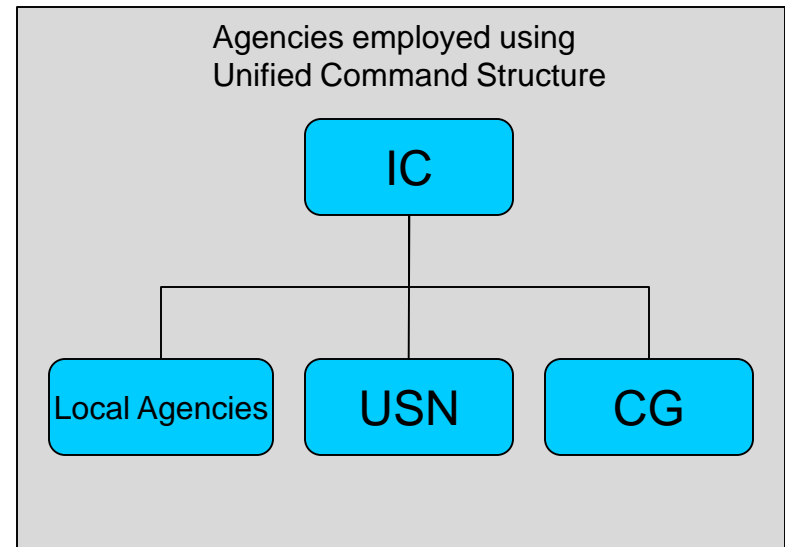 Agencies employed using
Unified Command Structure
IC
Local Agencies
USN
CG